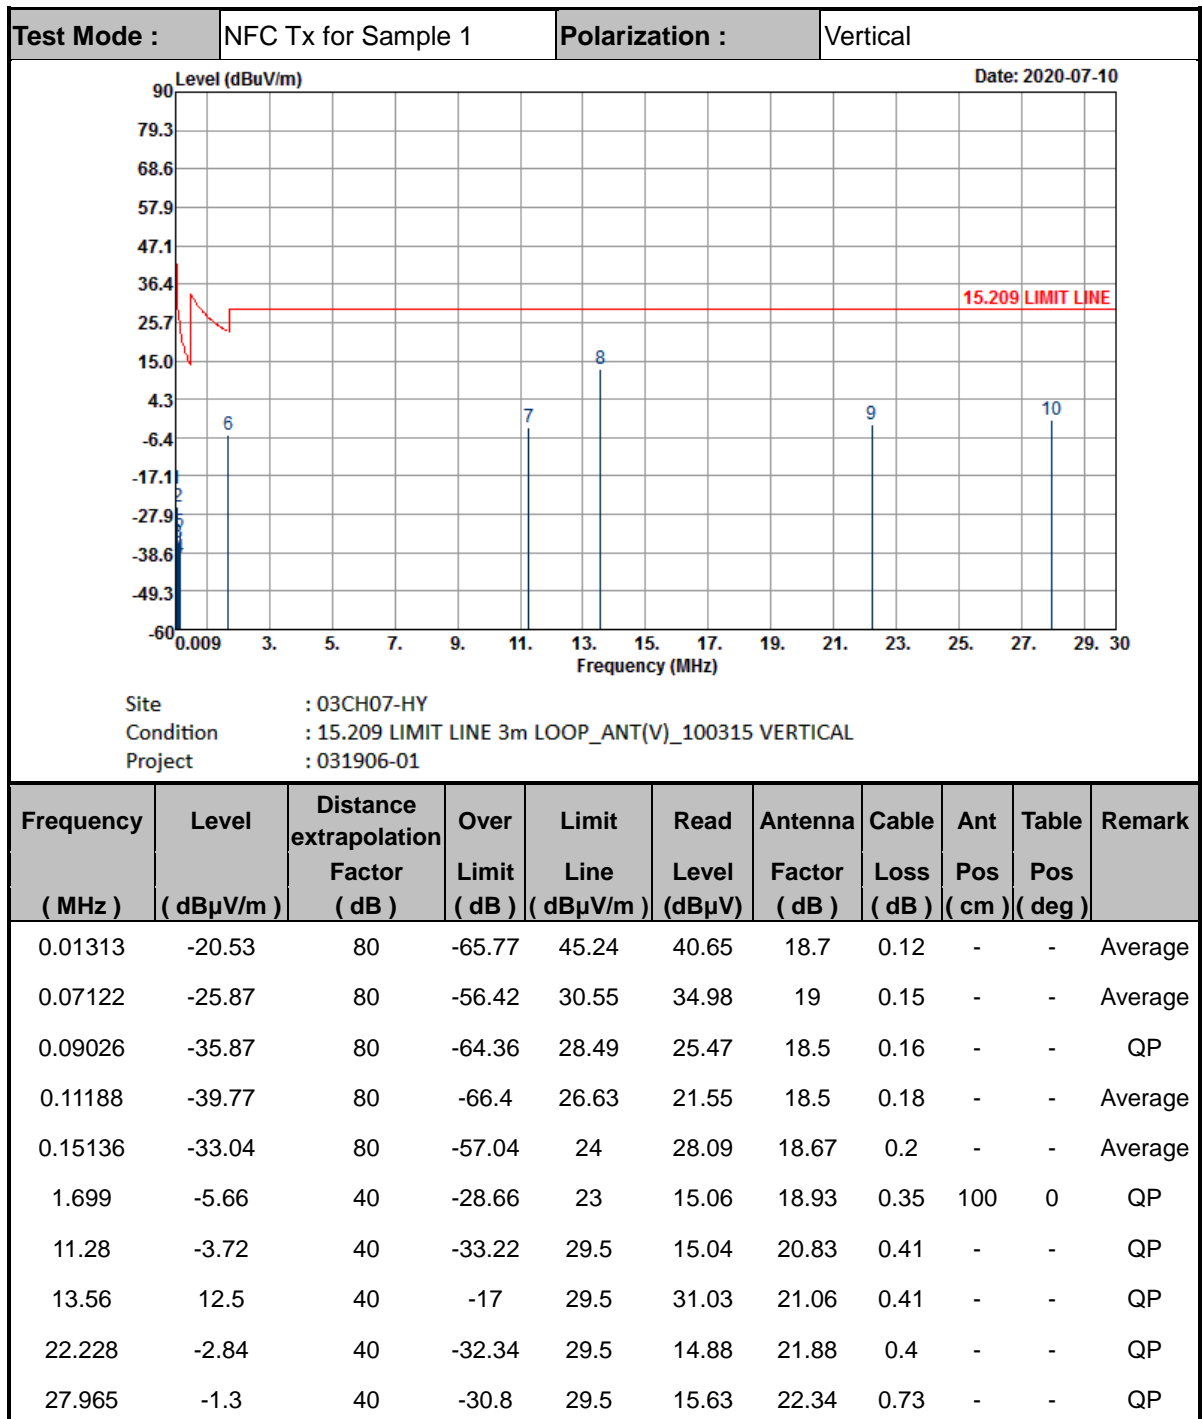 Test Mode : NFC Tx for Sample 1 Polarization : Vertical
Level (dBuV/m) Date: 2020-07-10
90
79.3
68.6
57.9
47.1
36.4
15.209 LIMIT LINE
25.7
15.0
8
4.3
6 7 9 10
-6.4
-17.1
2
-27.9
-38.6
-49.3
-60
0.009 3. 5. 7. 9. 11. 13. 15. 17. 19. 21. 23. 25. 27. 29. 30
Frequency (MHz)
Site : 03CH07-HY
Condition : 15.209 LIMIT LINE 3m LOOP_ANT(V)_100315 VERTICAL
Project : 031906-01
Frequency Level Distance extrapolation Over Limit Read Antenna Cable Ant Table Remark
Factor Limit Line Level Factor Loss Pos Pos
( MHz ) ( dBμV/m ) ( dB ) ( dB ) ( dBμV/m ) (dBμV) ( dB ) ( dB ) ( cm ) ( deg )
0.01313 -20.53 80 -65.77 45.24 40.65 18.7 0.12 - - Average
0.07122 -25.87 80 -56.42 30.55 34.98 19 0.15 - - Average
0.09026 -35.87 80 -64.36 28.49 25.47 18.5 0.16 - - QP
0.11188 -39.77 80 -66.4 26.63 21.55 18.5 0.18 - - Average
0.15136 -33.04 80 -57.04 24 28.09 18.67 0.2 - - Average
1.699 -5.66 40 -28.66 23 15.06 18.93 0.35 100 0 QP
11.28 -3.72 40 -33.22 29.5 15.04 20.83 0.41 - - QP
13.56 12.5 40 -17 29.5 31.03 21.06 0.41 - - QP
22.228 -2.84 40 -32.34 29.5 14.88 21.88 0.4 - - QP
27.965 -1.3 40 -30.8 29.5 15.63 22.34 0.73 - - QP